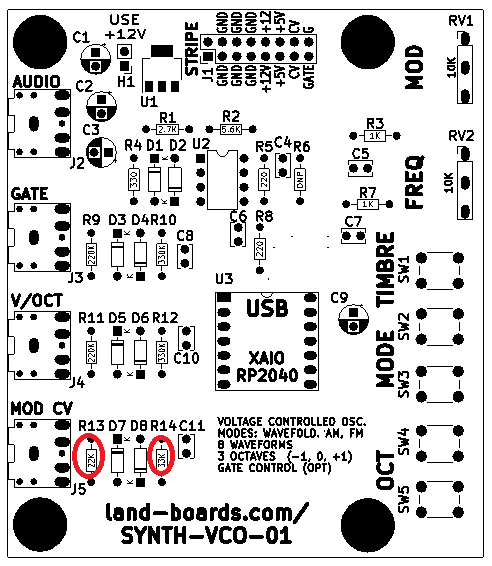 USE
+12V
C1
H1
U1
STRIPE
J1
GND GND GND +12 +5V CV G
GND GND GND +12V +5V CV GATE
RV1
10K
MOD
AUDIO
C2
C3
J2
R1
2.7K
R2
5.6K
R3
1K
R4 D1 D2 U2
330
K
R5 C4 R6
220
DNP
C5
RV2
10K
FREQ
R7
1K
GATE
R9 D3 D4 R10
220K
K
330K
C8
J3
C6 R8
220
C7
TIMBRE
SW1
V/OCT
R11 D5 D6 R12
220K
K
330K
C10
J4
U3
USB
XAIO
RP2040
C9
MODE
SW2
SW3
MOD CV
R13 D7 D8 R14 C11
22K
K
33K
J5
VOLTAGE CONTROLLED OSC.
MODES: WAVEFOLD, AM, FM
8 WAVEFORMS
3 OCTAVES (-1, 0, +1)
GATE CONTROL (OPT)
OCT
SW4
SW5
land-boards.com/
SYNTH-VCO-01